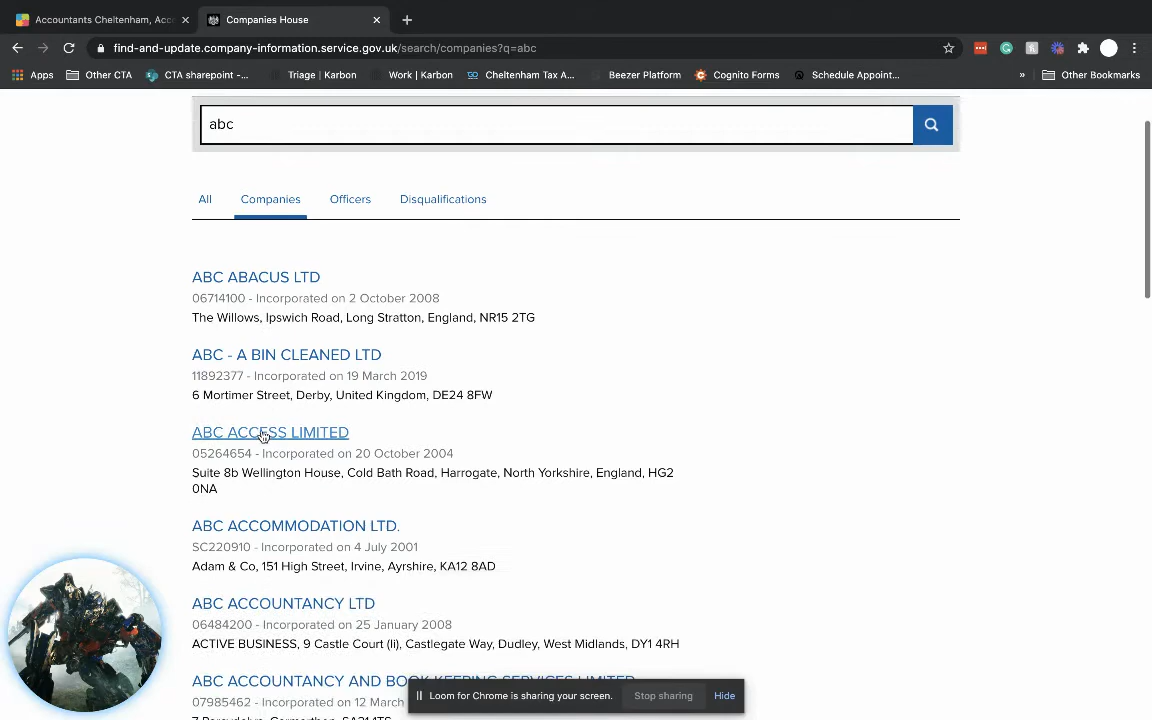 Accountants Cheltenham, Acc
Companies House
find-and-update.company-information.service.gov.uk/search/companies?q=abc
Apps
Other CTA
CTA sharepoint -...
Triage | Karbon
Work | Karbon
Cheltenham Tax A...
Beezer Platform
Cognito Forms
Schedule Appoint...
»
Other Bookmarks
abc
All
Companies
Officers
Disqualifications
ABC ABACUS LTD
06714100 - Incorporated on 2 October 2008
The Willows, Ipswich Road, Long Stratton, England, NR15 2TG
ABC - A BIN CLEANED LTD
11892377 - Incorporated on 19 March 2019
6 Mortimer Street, Derby, United Kingdom, DE24 8FW
ABC ACCESS LIMITED
05264654 - Incorporated on 20 October 2004
Suite 8b Wellington House, Cold Bath Road, Harrogate, North Yorkshire, England, HG2
0NA
ABC ACCOMMODATION LTD.
SC220910 - Incorporated on 4 July 2001
Adam & Co, 151 High Street, Irvine, Ayrshire, KA12 8AD
ABC ACCOUNTANCY LTD
06484200 - Incorporated on 25 January 2008
ACTIVE BUSINESS, 9 Castle Court (Ii), Castlegate Way, Dudley, West Midlands, DY1 4RH
ABC ACCOUNTANCY AND BOOK KEEPING SERVICES LIMITED
07985462 - Incorporated on 12 March
Loom for Chrome is sharing your screen.
Stop sharing
Hide